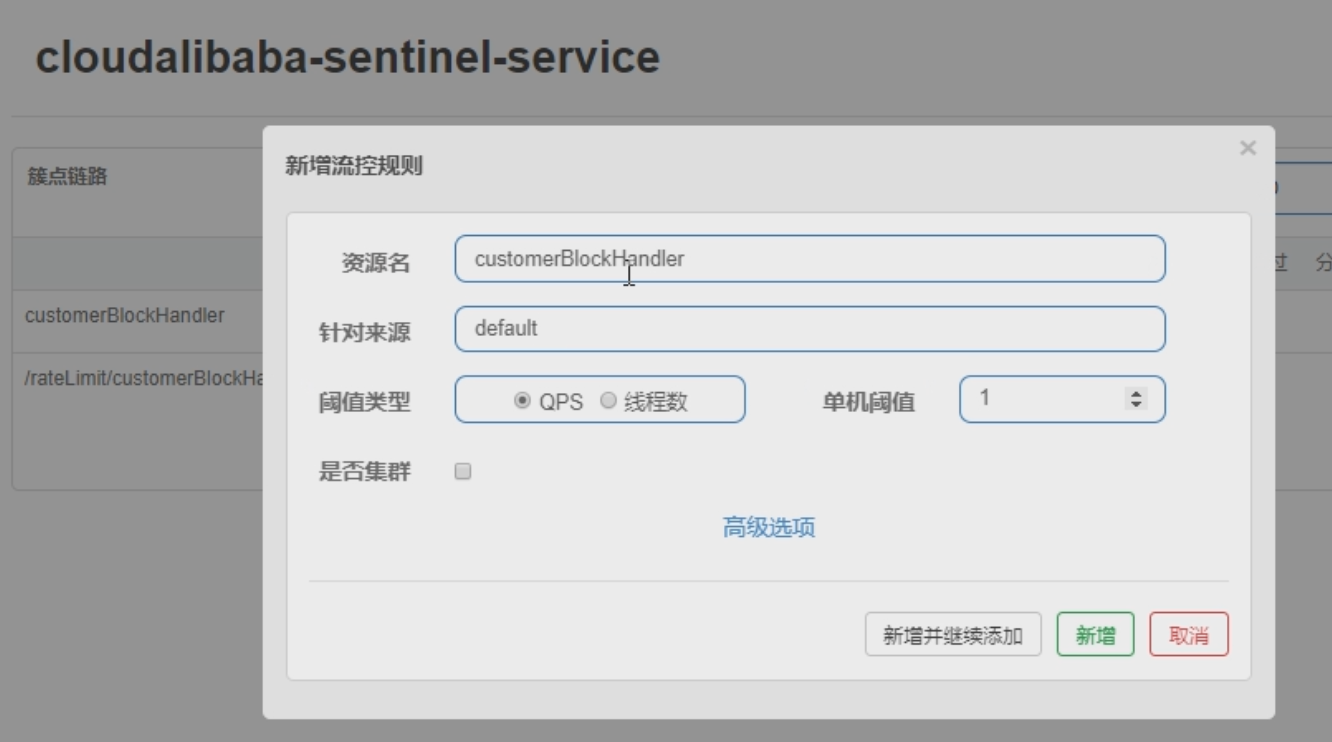 cloudalibaba-sentinel-service
簇点链路
新增流控规则
×
资源名 customerBlockHandler
针对来源 default
阈值类型 QPS 线程数 单机阈值 1
是否集群
高级选项
新增并继续添加 新增 取消
customerBlockHandler
/rateLimit/customerBlockHa
过 分